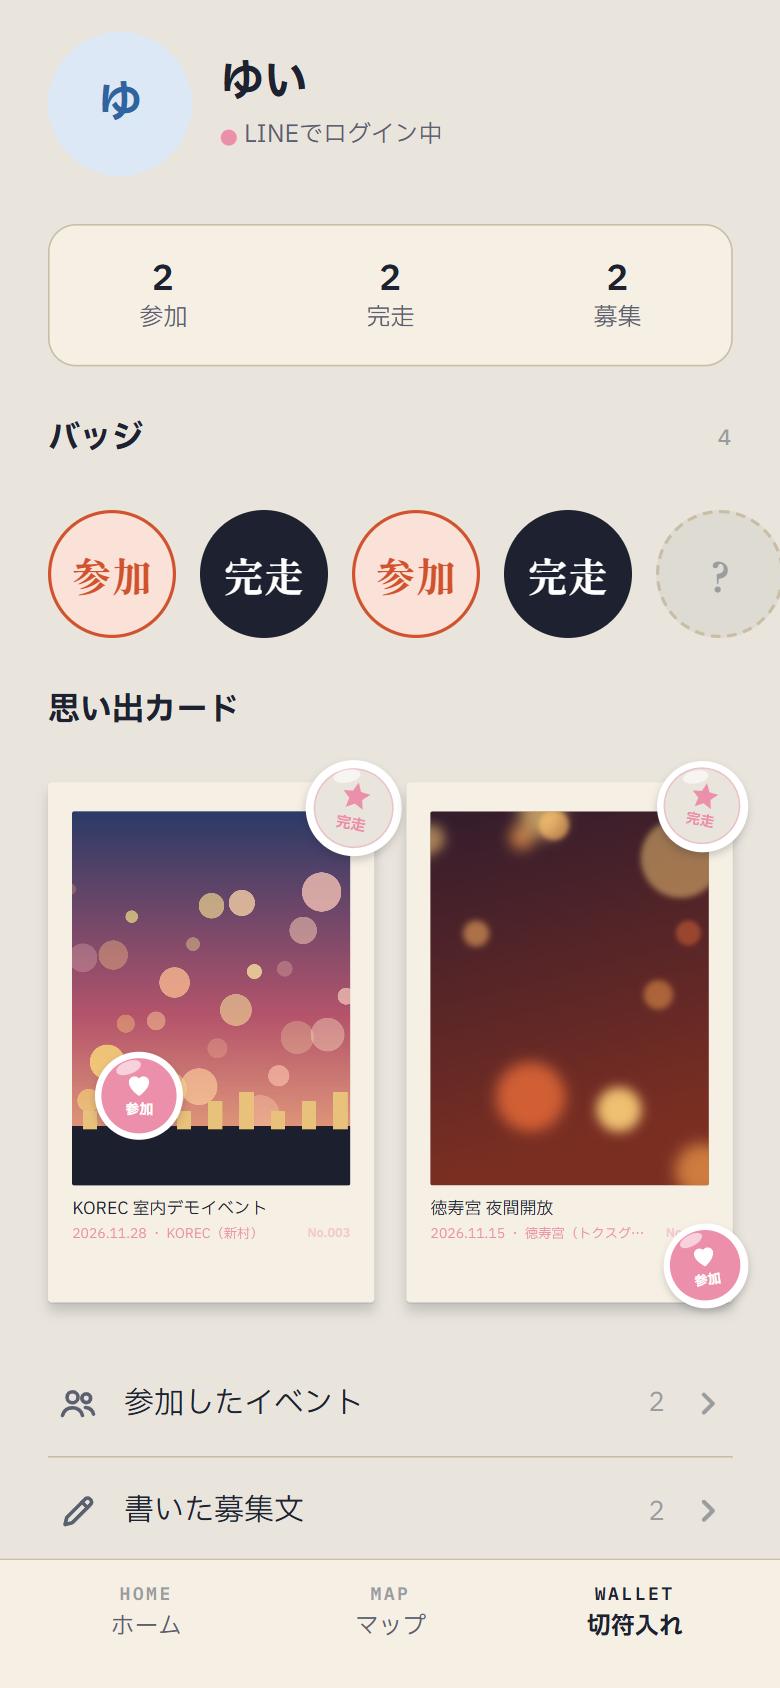 ゆ
ゆい
LINEでログイン中
2 2 2
参加 完走 募集
バッジ 4
参加 完走 参加 完走 ?
思い出カード
完走
完走
参加
KOREC 室内デモイベント
2026.11.28 · KOREC（新村） No.003
徳寿宮 夜間開放
2026.11.15 · 徳寿宮（トクスグ…
参加
参加したイベント 2
書いた募集文 2
HOME MAP WALLET
ホーム マップ 切符入れ